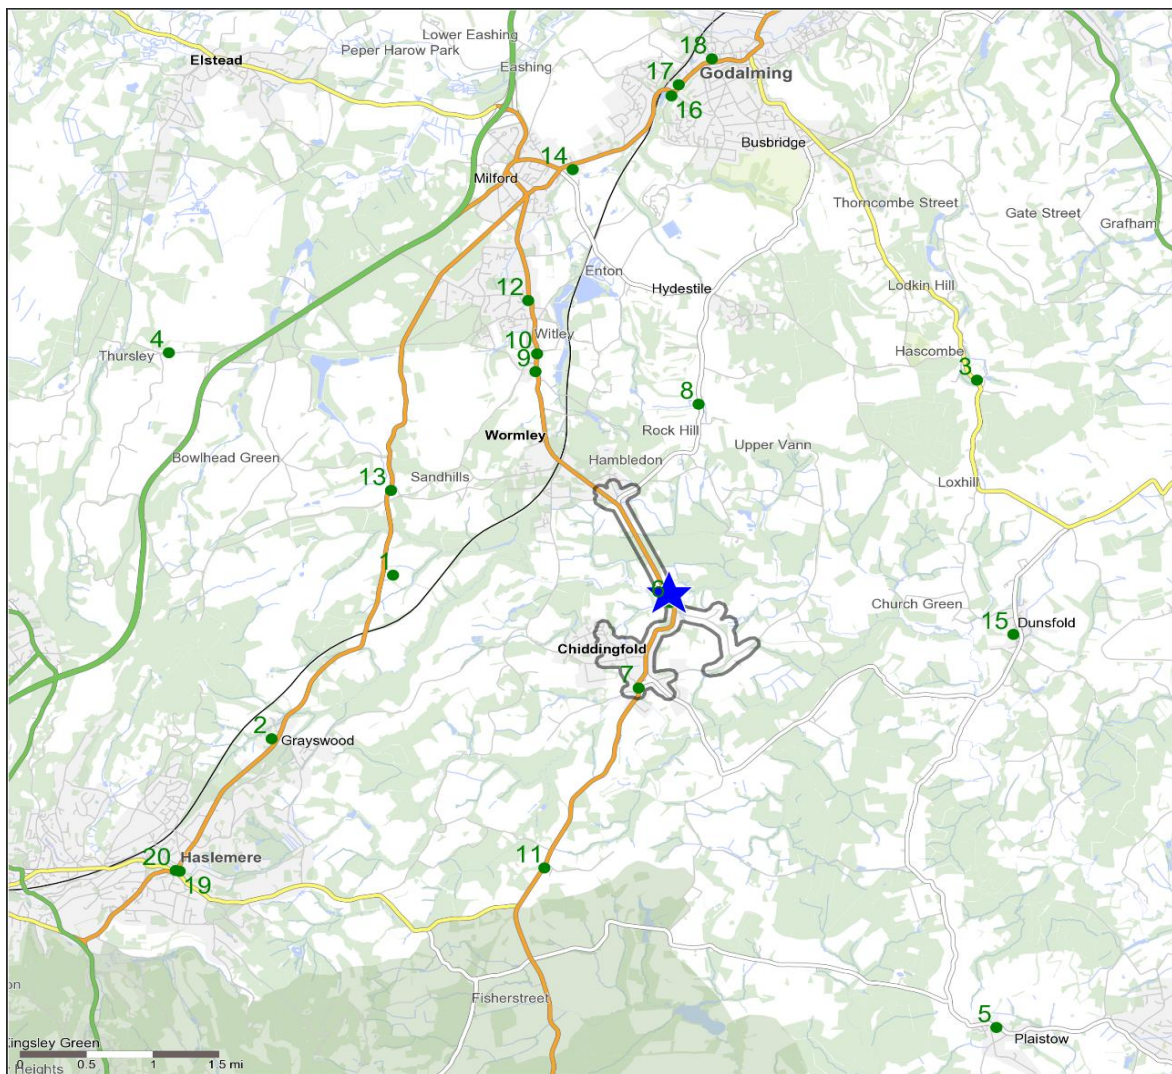 Lower Eashing
18
Peper Harow Park
Elstead
Eashing
17
Godalming
16
Busbridge
14
Milford
Thorncombe Street
Gate Street
Grafham
Enton
Hydestile
Lodkin Hill
12
Witley
4
10
Thursley
Hascombe
9
3
8
Rock Hill
Wormley
Upper Vann
Bowlhead Green
Hambledon
13
Sandhills
Loxhill
1
Church Green
15
Dunsfold
Chiddingfold
7
2
Grayswood
20
Haslemere
19
11
Fisherstreet
5
Plaistow
ingsley Green
0 0.5 1 1.5 mi
Heights